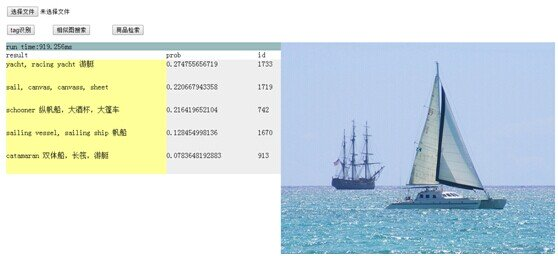 选择文件 未选择文件
tag识别 相似图搜索 商品检索
run time:919.256ms
result prob id
yacht, racing yacht 游艇 0.274755656719 1733
sail, canvas, canvass, sheet 0.220667943358 1719
schooner 纵帆船，大酒杯，大篷车 0.216419652104 742
sailing vessel, sailing ship 帆船 0.128454998136 1670
catamaran 双体船，长筏，游艇 0.0783648192883 913